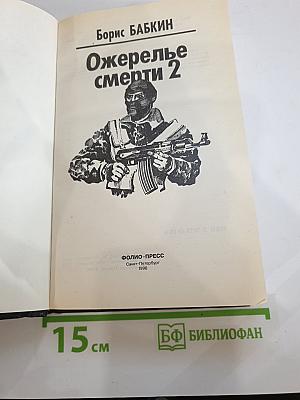 Борис БАБКИН
Ожерелье
смерти 2
ФОЛИО-ПРЕСС
Санкт-Петербург
1998
15 см
БФ БИБЛИОФАН